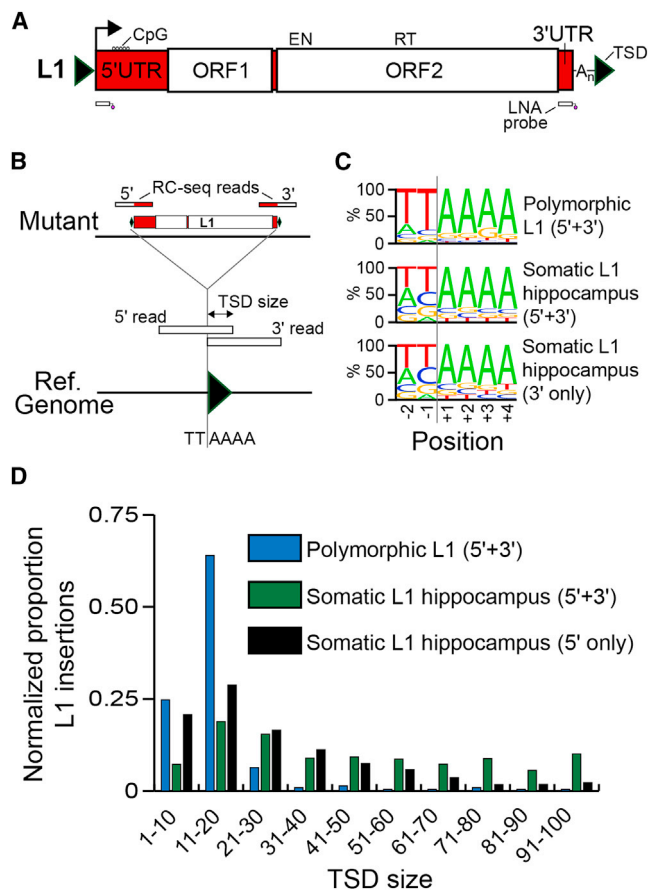 A
CpG
EN
RT
3'UTR
TSD
L1
5'UTR
ORF1
ORF2
An
LNA
probe
B
5'
RC-seq reads
3'
Mutant
L1
TSD size
5' read
3' read
Ref.
Genome
TT AAAA
C
100
50
0
%
TTAAAA
Polymorphic
L1 (5'+3')
100
50
0
%
TTAAAA
Somatic L1
hippocampus
(5'+3')
100
50
0
%
TTAAAA
Somatic L1
hippocampus
(3' only)
-2 -1 +1 +2 +3 +4
Position
D
Normalized proportion
L1 insertions
0.75
0.50
0.25
0
Polymorphic L1 (5'+3')
Somatic L1 hippocampus (5'+3')
Somatic L1 hippocampus (5' only)
1-10 11-20 21-30 31-40 41-50 51-60 61-70 71-80 81-90 91-100
TSD size